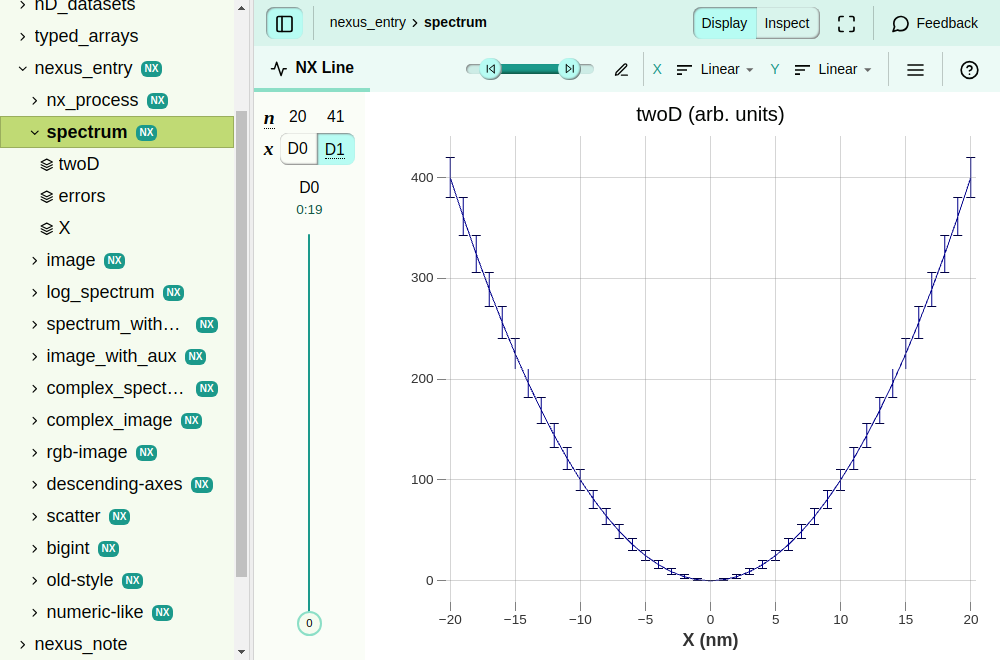 nD_datasets
typed_arrays
nexus_entry NX
nx_process NX
spectrum NX
twoD
errors
X
image NX
log_spectrum NX
spectrum_with… NX
image_with_aux NX
complex_spect… NX
complex_image NX
rgb-image NX
descending-axes NX
scatter NX
bigint NX
old-style NX
numeric-like NX
nexus_note
nexus_entry › spectrum
Display Inspect Feedback
NX Line X Linear Y Linear
n 20 41
x D0 D1
D0
0:19
0
twoD (arb. units)
400
300
200
100
0
−20 −15 −10 −5 0 5 10 15 20
X (nm)